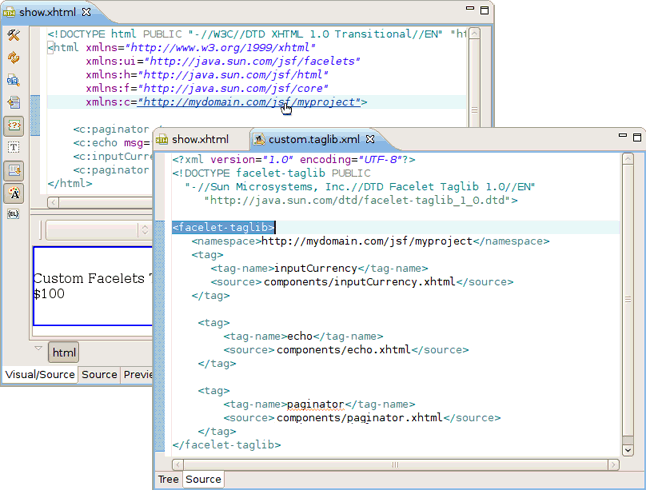 show.xhtml
<!DOCTYPE html PUBLIC "-//W3C//DTD XHTML 1.0 Transitional//EN" "ht
<html xmlns="http://www.w3.org/1999/xhtml"
xmlns:ui="http://java.sun.com/jsf/facelets"
xmlns:h="http://java.sun.com/jsf/html"
xmlns:f="http://java.sun.com/jsf/core"
xmlns:c="http://mydomain.com/jsf/myproject">
<c:paginator
<c:echo msg=
<c:inputCurre
<c:paginator
</html>
Custom Facelets T
$100
html
Visual/Source Source Previe
show.xhtml custom.taglib.xml
<?xml version="1.0" encoding="UTF-8"?>
<!DOCTYPE facelet-taglib PUBLIC
"-//Sun Microsystems, Inc.//DTD Facelet Taglib 1.0//EN"
"http://java.sun.com/dtd/facelet-taglib_1_0.dtd">
<facelet-taglib>
<namespace>http://mydomain.com/jsf/myproject</namespace>
<tag>
<tag-name>inputCurrency</tag-name>
<source>components/inputCurrency.xhtml</source>
</tag>
<tag>
<tag-name>echo</tag-name>
<source>components/echo.xhtml</source>
</tag>
<tag>
<tag-name>paginator</tag-name>
<source>components/paginator.xhtml</source>
</tag>
</facelet-taglib>
Tree Source